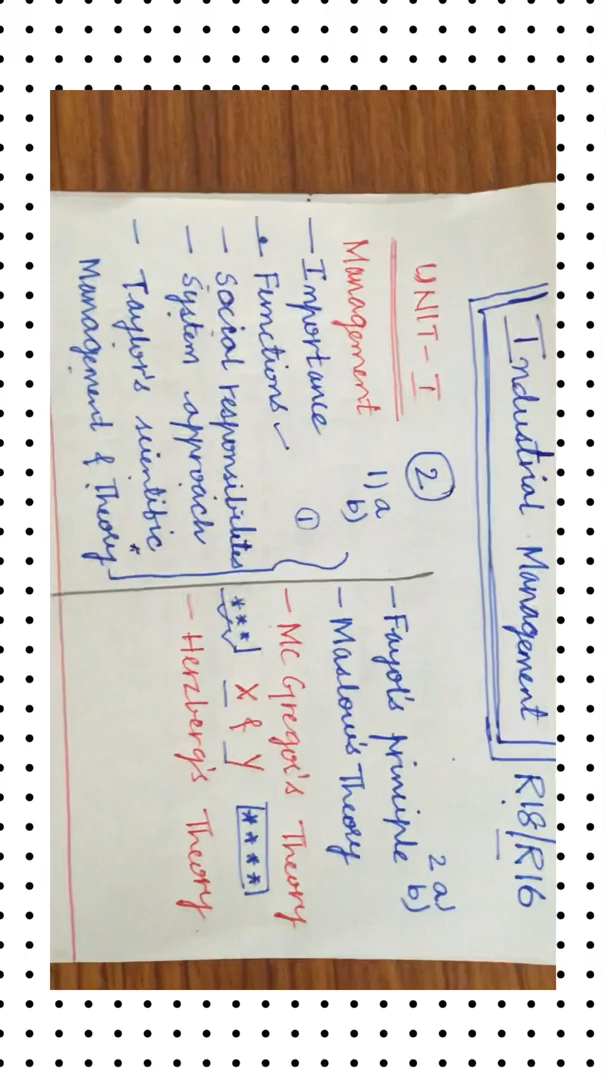 Industrial Management R18/R16
UNIT-I
Management
- Importance
- Functions ✓
- Social responsibilites
- System approach
- Taylor's scientific
Management & Theory
2
1) a
b)
1
- Fayol's principle
- Maslow's Theory
- MC Gregor's Theory
*** X & Y ****
- Herzberg's Theory.
2 a)
b)